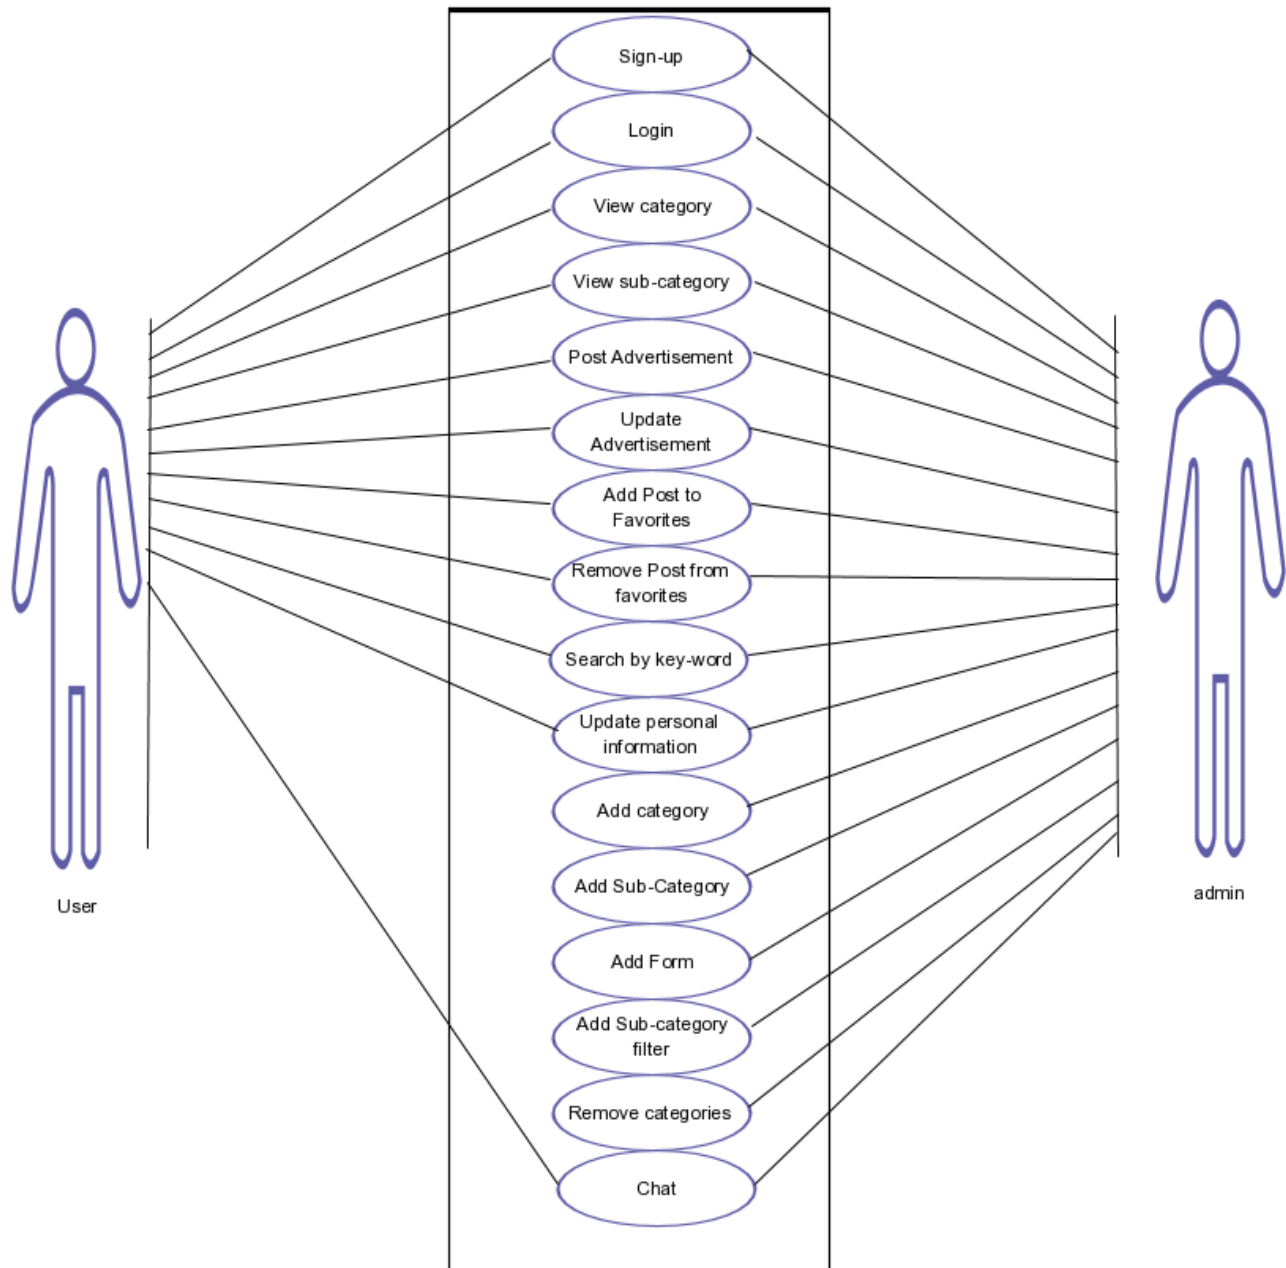 Sign-up
Login
View category
View sub-category
Post Advertisement
Update
Advertisement
Add Post to
Favorites
Remove Post from
favorites
Search by key-word
Update personal
information
Add category
Add Sub-Category
Add Form
Add Sub-category
filter
Remove categories
Chat
User
admin